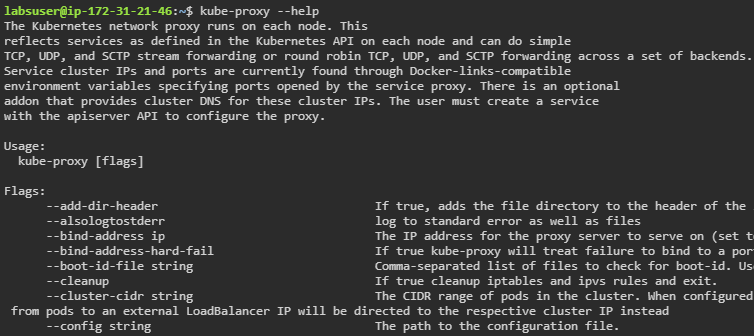 labsuser@ip-172-31-21-46:~$ kube-proxy --help
The Kubernetes network proxy runs on each node. This
reflects services as defined in the Kubernetes API on each node and can do simple
TCP, UDP, and SCTP stream forwarding or round robin TCP, UDP, and SCTP forwarding across a set of backends.
Service cluster IPs and ports are currently found through Docker-links-compatible
environment variables specifying ports opened by the service proxy. There is an optional
addon that provides cluster DNS for these cluster IPs. The user must create a service
with the apiserver API to configure the proxy.
Usage:
kube-proxy [flags]
Flags:
--add-dir-header If true, adds the file directory to the header of the
--alsologtostderr log to standard error as well as files
--bind-address ip The IP address for the proxy server to serve on (set to
--bind-address-hard-fail If true kube-proxy will treat failure to bind to a por
--boot-id-file string Comma-separated list of files to check for boot-id. Us
--cleanup If true cleanup iptables and ipvs rules and exit.
--cluster-cidr string The CIDR range of pods in the cluster. When configured
from pods to an external LoadBalancer IP will be directed to the respective cluster IP instead
--config string The path to the configuration file.